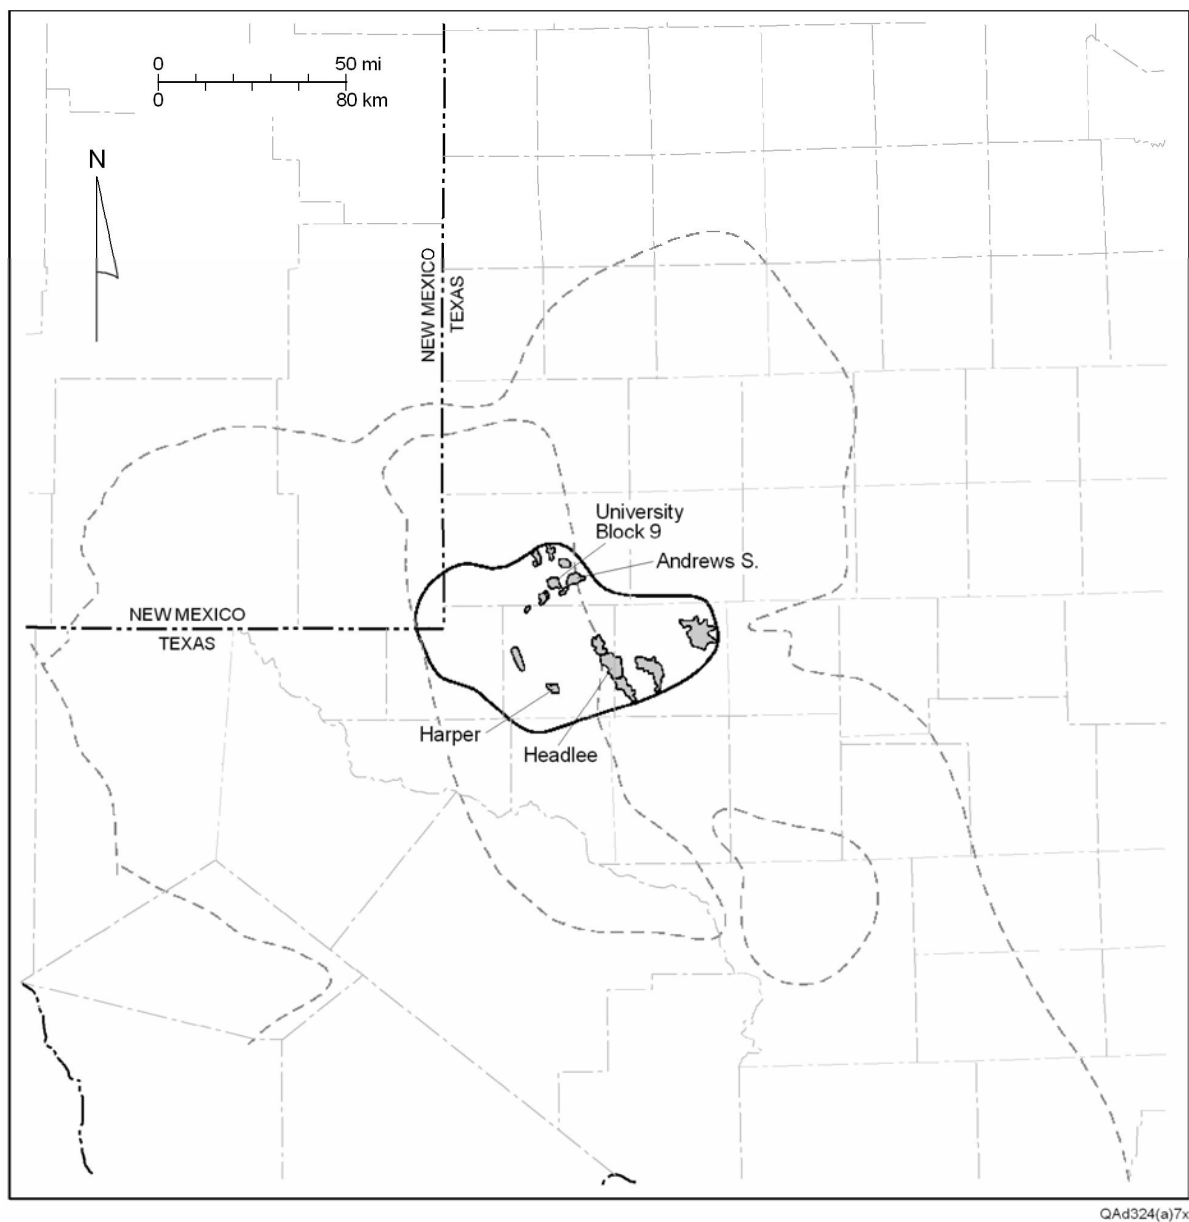 0 50 mi
0 80 km
N
NEW MEXICO
TEXAS
University
Block 9
Andrews S.
NEW MEXICO
TEXAS
Harper
Headlee
QAd324(a)7x